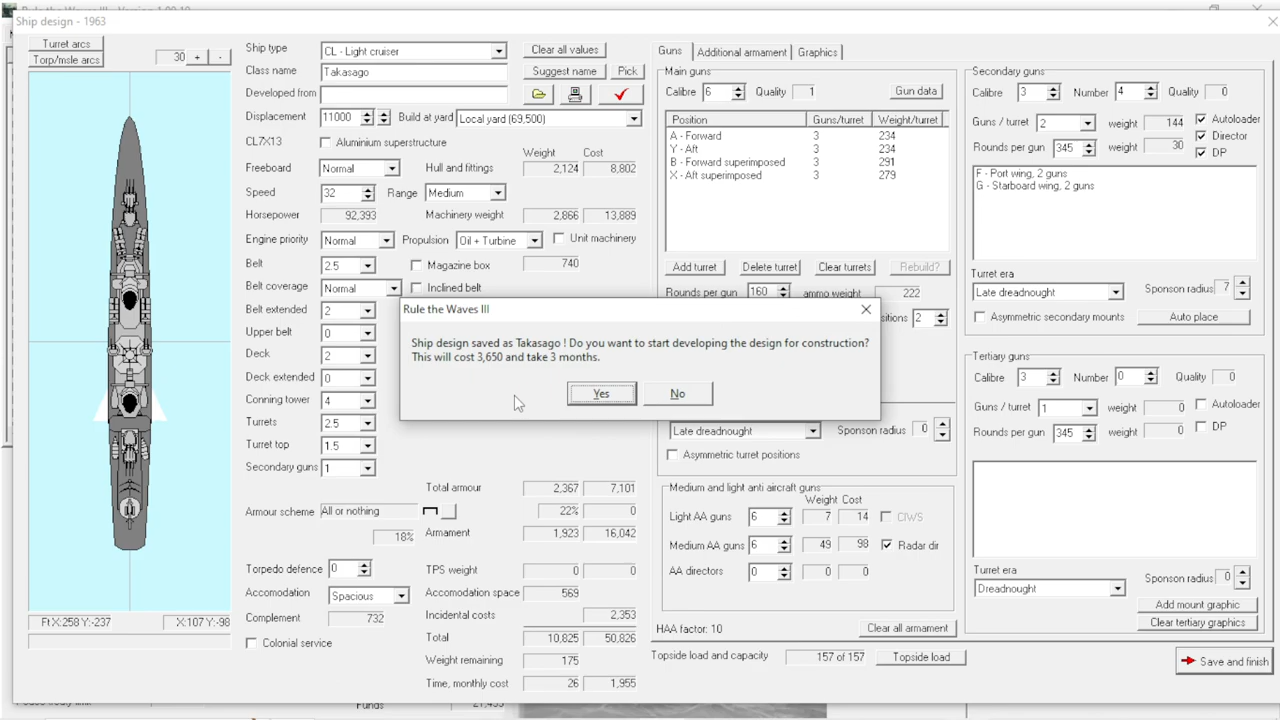 Ship design - 1963
Turret arcs
Torp/msle arcs
30 + -
Ft X:258 Y:-237 X:107 Y:-98
Ship type CL - Light cruiser Clear all values
Class name Takasago Suggest name Pick
Developed from
Displacement 11000 Build at yard Local yard (69,500)
CL7X13 Aluminium superstructure
Weight Cost
Freeboard Normal Hull and fittings 2,124 8,802
Speed 32 Range Medium
Horsepower 92,393 Machinery weight 2,866 13,889
Engine priority Normal Propulsion Oil + Turbine Unit machinery
Belt 2.5 Magazine box 740
Belt coverage Normal Inclined belt
Belt extended 2
Upper belt 0
Deck 2
Deck extended 0
Conning tower 4
Turrets 2.5
Turret top 1.5
Secondary guns 1
Total armour 2,367 7,101
Armour scheme All or nothing 22% 0
18% Armament 1,923 16,042
Torpedo defence 0 TPS weight 0 0
Accomodation Spacious Accomodation space 569
Complement 732 Incidental costs 2,353
Colonial service Total 10,825 50,826
Weight remaining 175
Time, monthly cost 26 1,955
Rule the Waves III
Ship design saved as Takasago ! Do you want to start developing the design for construction?
This will cost 3,650 and take 3 months.
Yes No
Guns Additional armament Graphics
Main guns
Calibre 6 Quality 1 Gun data
Position Guns/turret Weight/turret
A - Forward 3 234
Y - Aft 3 234
B - Forward superimposed 3 291
X - Aft superimposed 3 279
Add turret Delete turret Clear turrets Rebuild?
Rounds per gun 160 ammo weight 222
sitions 2
Late dreadnought Sponson radius 0
Asymmetric turret positions
Medium and light anti aircraft guns
Weight Cost
Light AA guns 6 7 14 CIWS
Medium AA guns 6 49 98 Radar dir
AA directors 0 0 0
HAA factor: 10 Clear all armament
Topside load and capacity 157 of 157 Topside load
Secondary guns
Calibre 3 Number 4 Quality 0
Guns / turret 2 weight 144 Autoloader
Director
Rounds per gun 345 weight 30 DP
F - Port wing, 2 guns
G - Starboard wing, 2 guns
Turret era
Late dreadnought Sponson radius 7
Asymmetric secondary mounts Auto place
Tertiary guns
Calibre 3 Number 0 Quality 0
Guns / turret 1 weight 0 Autoloader
Rounds per gun 345 weight 0 DP
Turret era
Dreadnought Sponson radius 0
Add mount graphic
Clear tertiary graphics
Save and finish
Funds